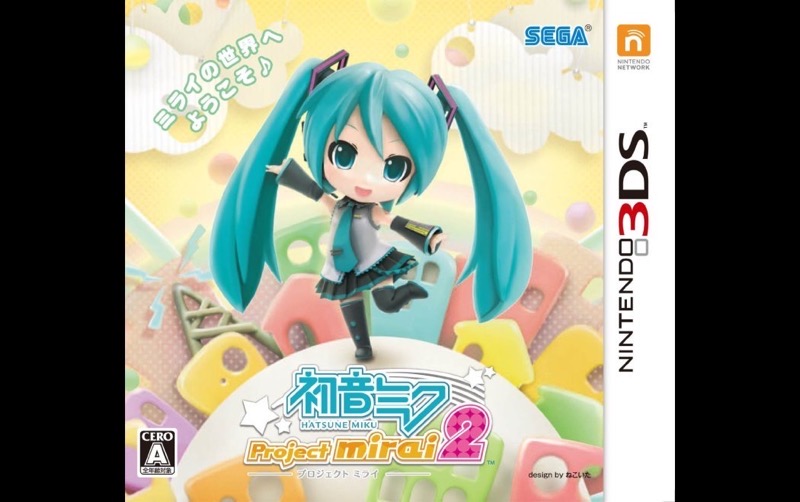 ミライの世界へ
ようこそ♪
SEGA®
NINTENDO
NETWORK
NINTENDO 3DS™
初音ミク
HATSUNE MIKU
Project mirai 2™
プロジェクト ミライ
CERO
A
全年齢対象
design by ねこいた